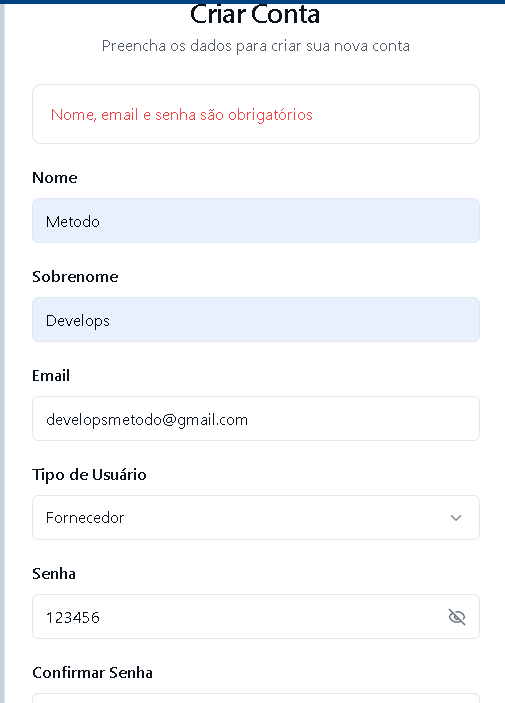 Criar Conta
Preencha os dados para criar sua nova conta
Nome, email e senha são obrigatórios
Nome
Metodo
Sobrenome
Develops
Email
developsmetodo@gmail.com
Tipo de Usuário
Fornecedor
Senha
123456
Confirmar Senha